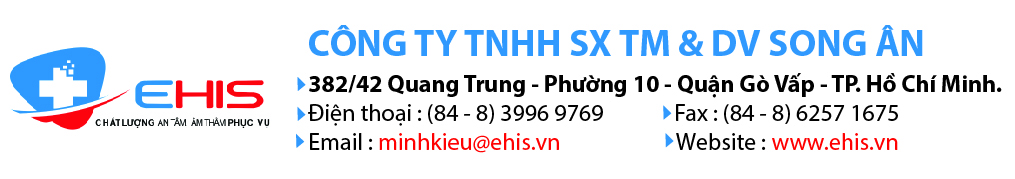 EHIS
CHẤT LƯỢNG AN TÂM ÂM THẦM PHỤC VỤ
CÔNG TY TNHH SX TM & DV SONG ÂN
382/42 Quang Trung - Phường 10 - Quận Gò Vấp - TP. Hồ Chí Minh.
Điện thoại : (84 - 8) 3996 9769 Fax : (84 - 8) 6257 1675
Email : minhkieu@ehis.vn Website : www.ehis.vn